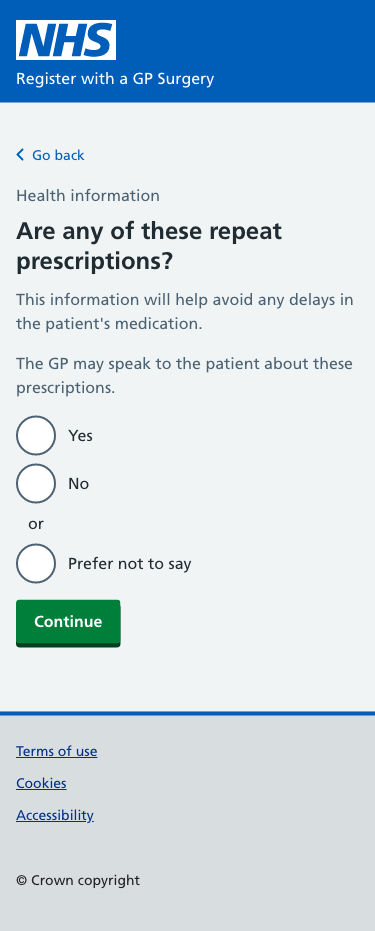 NHS
Register with a GP Surgery
Go back
Health information
Are any of these repeat
prescriptions?
This information will help avoid any delays in
the patient's medication.
The GP may speak to the patient about these
prescriptions.
Yes
No
or
Prefer not to say
Continue
Terms of use
Cookies
Accessibility
© Crown copyright